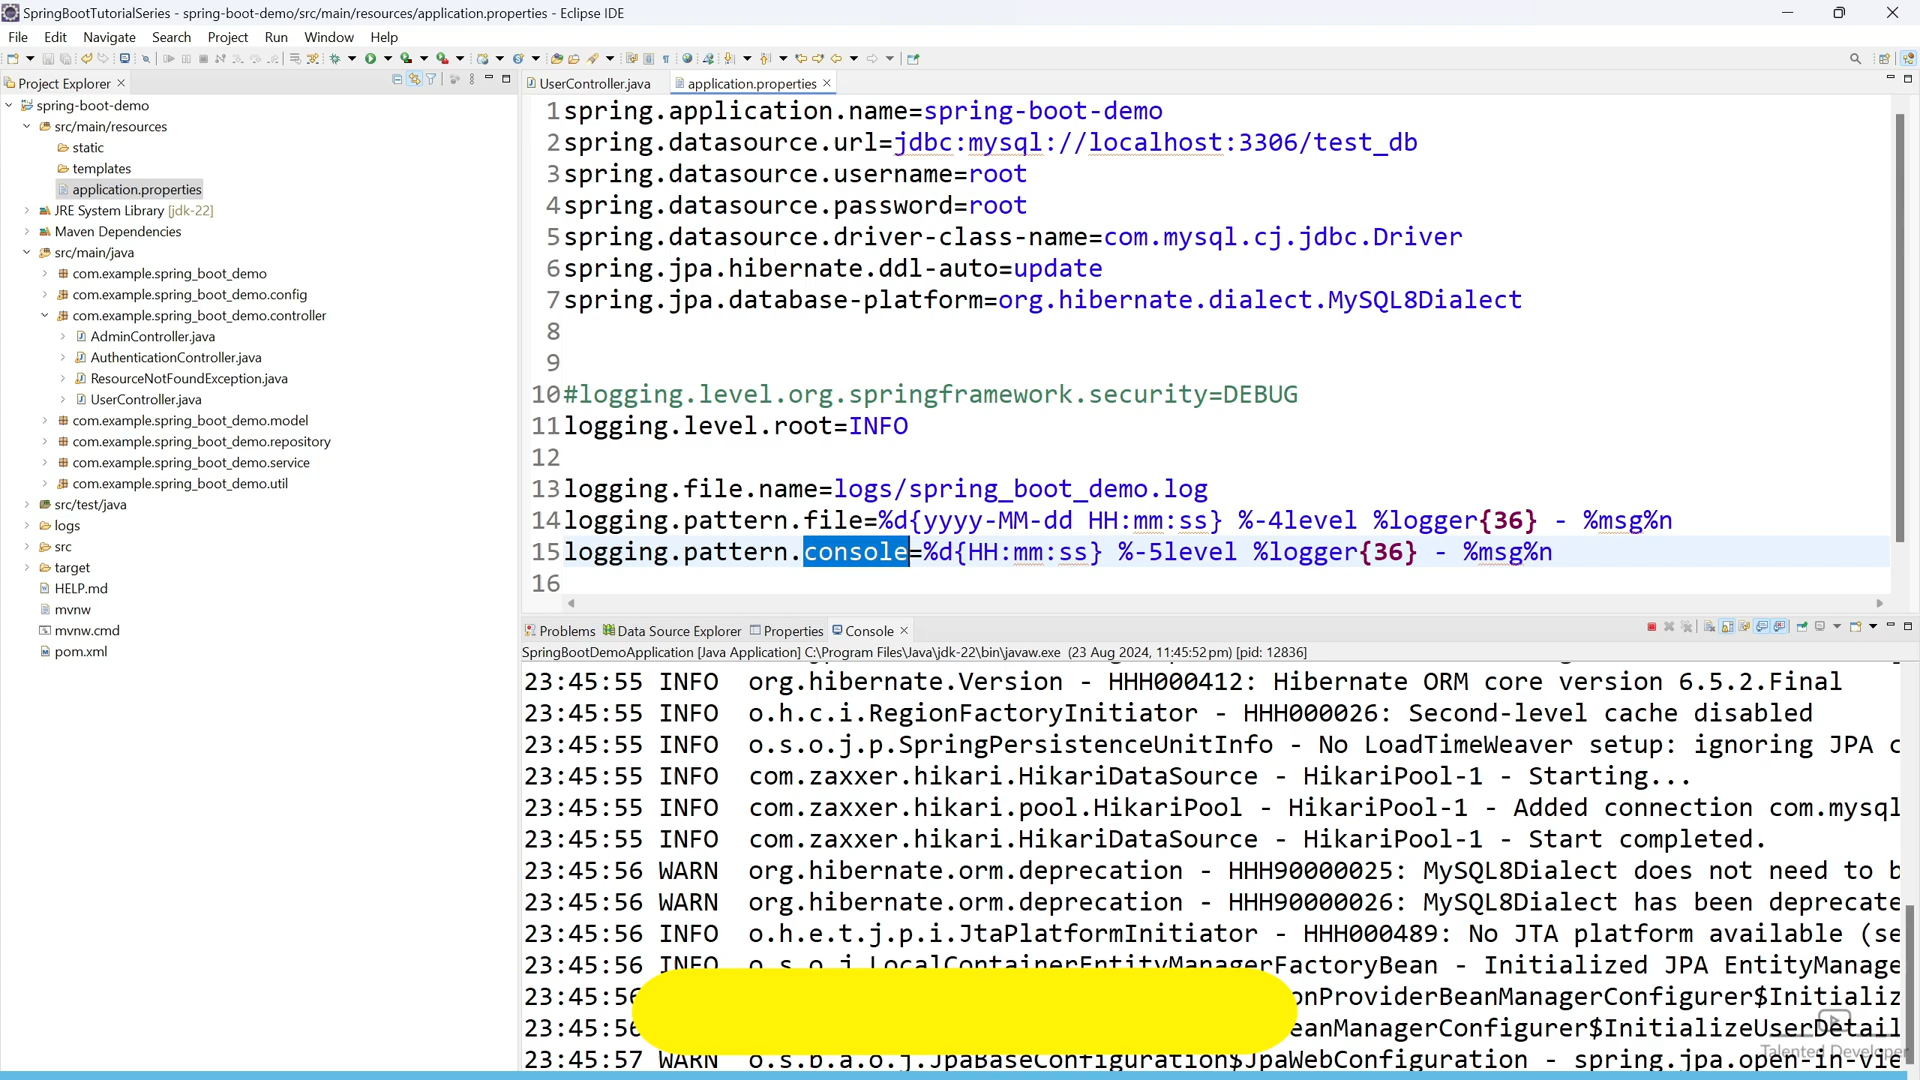 SpringBootTutorialSeries - spring-boot-demo/src/main/resources/application.properties - Eclipse IDE
File Edit Navigate Search Project Run Window Help
Project Explorer
spring-boot-demo
src/main/resources
static
templates
application.properties
JRE System Library [jdk-22]
Maven Dependencies
src/main/java
com.example.spring_boot_demo
com.example.spring_boot_demo.config
com.example.spring_boot_demo.controller
AdminController.java
AuthenticationController.java
ResourceNotFoundException.java
UserController.java
com.example.spring_boot_demo.model
com.example.spring_boot_demo.repository
com.example.spring_boot_demo.service
com.example.spring_boot_demo.util
src/test/java
logs
src
target
HELP.md
mvnw
mvnw.cmd
pom.xml
UserController.java application.properties
1 spring.application.name=spring-boot-demo
2 spring.datasource.url=jdbc:mysql://localhost:3306/test_db
3 spring.datasource.username=root
4 spring.datasource.password=root
5 spring.datasource.driver-class-name=com.mysql.cj.jdbc.Driver
6 spring.jpa.hibernate.ddl-auto=update
7 spring.jpa.database-platform=org.hibernate.dialect.MySQL8Dialect
8
9
10 #logging.level.org.springframework.security=DEBUG
11 logging.level.root=INFO
12
13 logging.file.name=logs/spring_boot_demo.log
14 logging.pattern.file=%d{yyyy-MM-dd HH:mm:ss} %-4level %logger{36} - %msg%n
15 logging.pattern.console=%d{HH:mm:ss} %-5level %logger{36} - %msg%n
16
Problems Data Source Explorer Properties Console
SpringBootDemoApplication [Java Application] C:\Program Files\Java\jdk-22\bin\javaw.exe (23 Aug 2024, 11:45:52 pm) [pid: 12836]
23:45:55 INFO org.hibernate.Version - HHH000412: Hibernate ORM core version 6.5.2.Final
23:45:55 INFO o.h.c.i.RegionFactoryInitiator - HHH000026: Second-level cache disabled
23:45:55 INFO o.s.o.j.p.SpringPersistenceUnitInfo - No LoadTimeWeaver setup: ignoring JPA c
23:45:55 INFO com.zaxxer.hikari.HikariDataSource - HikariPool-1 - Starting...
23:45:55 INFO com.zaxxer.hikari.pool.HikariPool - HikariPool-1 - Added connection com.mysql
23:45:55 INFO com.zaxxer.hikari.HikariDataSource - HikariPool-1 - Start completed.
23:45:56 WARN org.hibernate.orm.deprecation - HHH90000025: MySQL8Dialect does not need to b
23:45:56 WARN org.hibernate.orm.deprecation - HHH90000026: MySQL8Dialect has been deprecate
23:45:56 INFO o.h.e.t.j.p.i.JtaPlatformInitiator - HHH000489: No JTA platform available (se
23:45:56 INFO o.s.o.j.LocalContainerEntityManagerFactoryBean - Initialized JPA EntityManage
23:45:56 onProviderBeanManagerConfigurer$Initializ
23:45:56 eanManagerConfigurer$InitializeUserDetail
23:45:57 WARN o.s.b.a.o.j.JpaBaseConfiguration$JpaWebConfiguration - spring.jpa.open-in-vie
Talented Developer